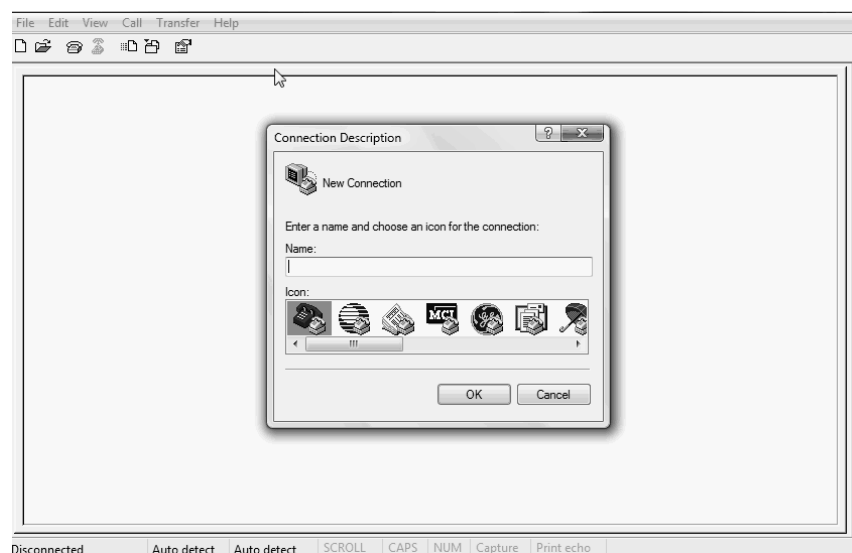 File Edit View Call Transfer Help
Connection Description
New Connection
Enter a name and choose an icon for the connection:
Name:
Icon:
MCI
OK Cancel
Disconnected Auto detect Auto detect SCROLL CAPS NUM Capture Print echo